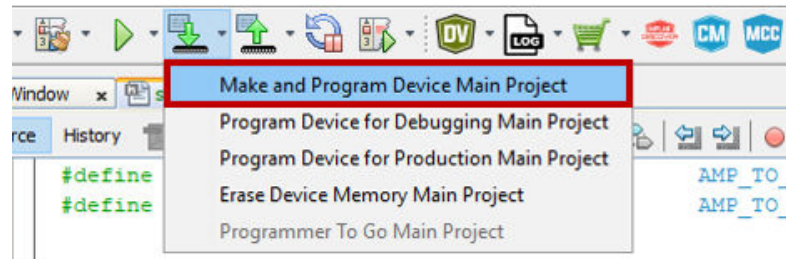 DV LOG CM MCC
Window x s
rce History
Make and Program Device Main Project
Program Device for Debugging Main Project
Program Device for Production Main Project
Erase Device Memory Main Project
Programmer To Go Main Project
#define AMP_TO_
#define AMP_TO_